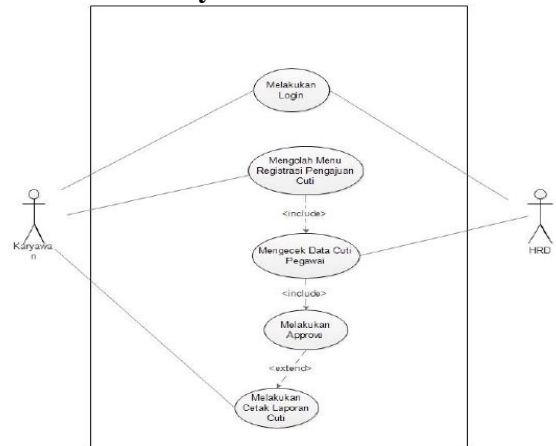 Melakukan
Login
Mengolah Menu
Registrasi Pengajuan
Cuti
<include>
Karyawa
n
HRD
Mengecek Data Cuti
Pegawai
<include>
Melakukan
Approve
<extend>
Melakukan
Cetak Laporan
Cuti